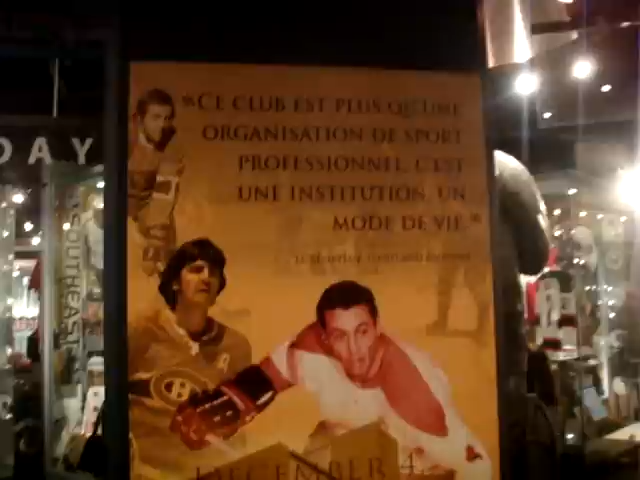 "CE CLUB EST PLUS QU'UNE
ORGANISATION DE SPORT
PROFESSIONNEL. C'EST
UNE INSTITUTION, UN
MODE DE VIE."
DAY
SOUTHEAST
DECEMBER 4,